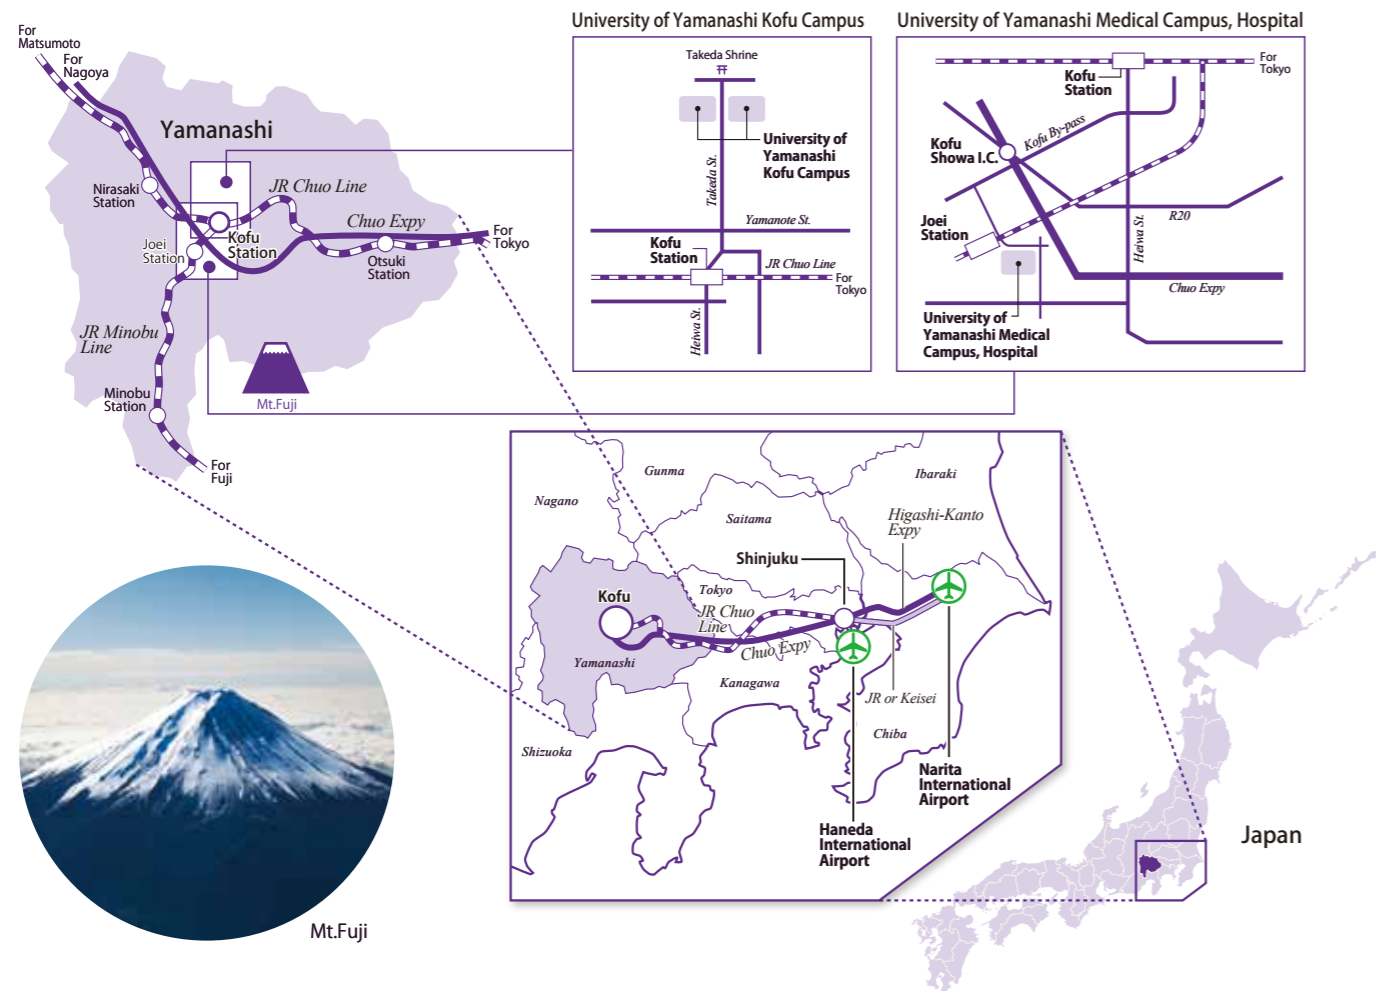 University of Yamanashi Kofu Campus
University of Yamanashi Medical Campus, Hospital
For
Matsumoto
For
Nagoya
Yamanashi
Nirasaki
Station
JR Chuo Line
Chuo Expy
For
Tokyo
Kofu
Station
Joei
Station
Otsuki
Station
JR Minobu
Line
Minobu
Station
Mt.Fuji
For
Fuji
Takeda Shrine
University of
Yamanashi
Kofu Campus
Takeda St.
Yamanote St.
Kofu
Station
JR Chuo Line
For
Tokyo
Heiwa St.
For
Tokyo
Kofu
Station
Kofu By-pass
Kofu
Showa I.C.
Joei
Station
R20
Heiwa St.
Chuo Expy
University of
Yamanashi Medical
Campus, Hospital
Gunma
Ibaraki
Nagano
Saitama
Higashi-Kanto
Expy
Shinjuku
Tokyo
Kofu
JR Chuo
Line
Chuo Expy
Yamanashi
Kanagawa
JR or Keisei
Chiba
Shizuoka
Narita
International
Airport
Haneda
International
Airport
Japan
Mt.Fuji